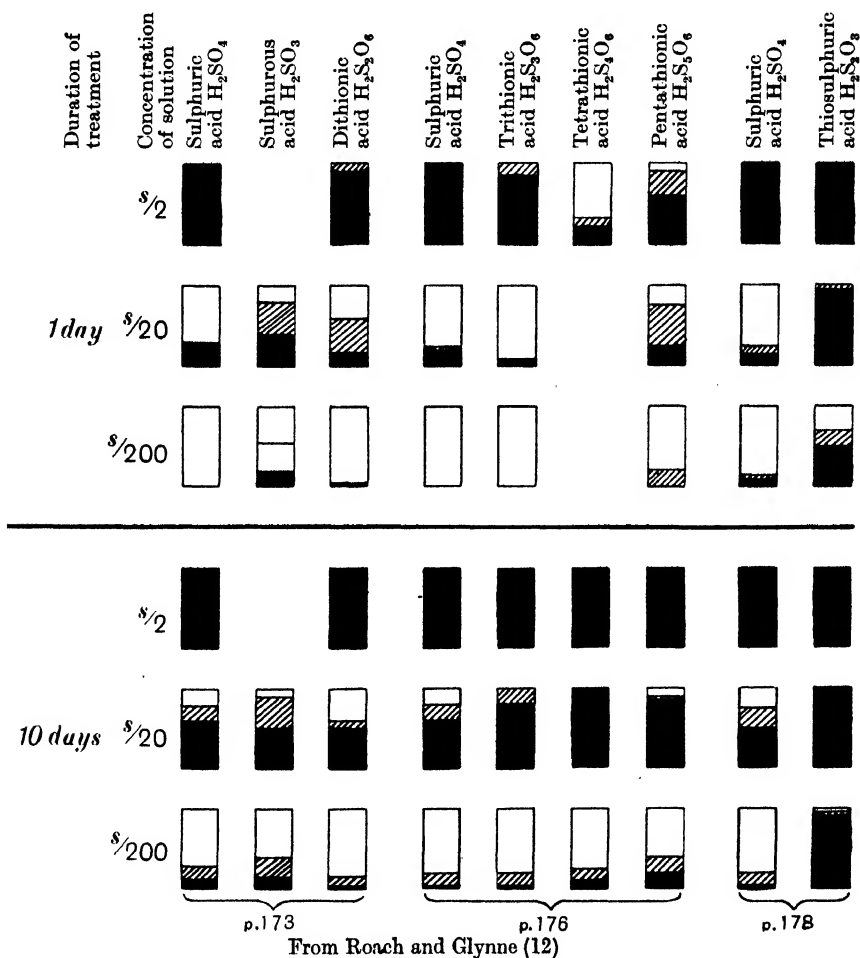 Duration of
treatment
Concentration
of solution
Sulphuric
acid H₂SO₄
Sulphurous
acid H₂SO₃
Dithionic
acid H₂S₂O₆
Sulphuric
acid H₂SO₄
Trithionic
acid H₂S₃O₆
Tetrathionic
acid H₂S₄O₆
Pentathionic
acid H₂S₅O₆
Sulphuric
acid H₂SO₄
Thiosulphuric
acid H₂S₂O₃
s/2
1 day s/20
s/200
s/2
10 days s/20
s/200
p.173 p.176 p.178
From Roach and Glynne (12)